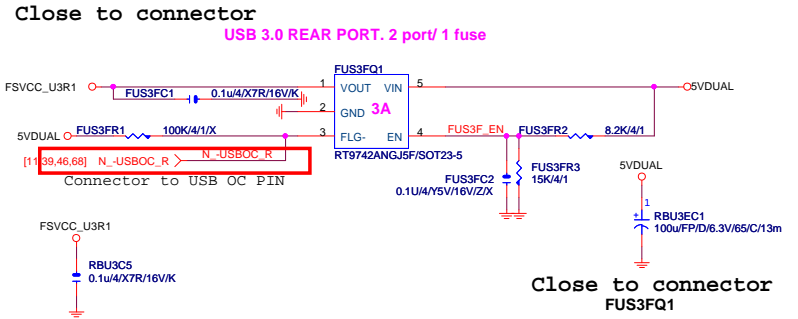 Close to connector
USB 3.0 REAR PORT. 2 port/ 1 fuse
FUS3FQ1
FSVCC_U3R1
1 VOUT VIN 5
5VDUAL
FUS3FC1 0.1u/4/X7R/16V/K
2 GND 3A
5VDUAL FUS3FR1 100K/4/1/X
3 FLG- EN 4
FUS3F_EN FUS3FR2 8.2K/4/1
[11,39,46,68] N_-USBOC_R N_-USBOC_R
RT9742ANGJ5F/SOT23-5
Connector to USB OC PIN
FUS3FC2
0.1U/4/Y5V/16V/Z/X
FUS3FR3
15K/4/1
5VDUAL
1
+ RBU3EC1
100u/FP/D/6.3V/65/C/13m
FSVCC_U3R1
RBU3C5
0.1u/4/X7R/16V/K
Close to connector
FUS3FQ1